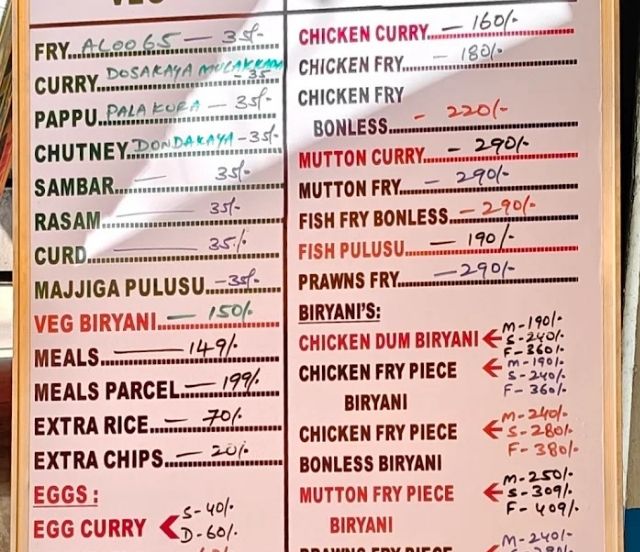 VEG
FRY ALOO 65 — 35/-
CURRY DOSAKAYA MULAKKAYA -35
PAPPU PALAKURA — 35/-
CHUTNEY DONDAKAYA -35/-
SAMBAR — 35/-
RASAM — 35/-
CURD — 35/-
MAJJIGA PULUSU -35/-
VEG BIRYANI — 150/-
MEALS — 149/-
MEALS PARCEL — 199/-
EXTRA RICE — 70/-
EXTRA CHIPS — 20/-
EGGS :
EGG CURRY S-40/-
D-60/-
CHICKEN CURRY — 160/-
CHICKEN FRY - 180/-
CHICKEN FRY
BONLESS - 220/-
MUTTON CURRY - 290/-
MUTTON FRY - 290/-
FISH FRY BONLESS - 290/-
FISH PULUSU — 190/-
PRAWNS FRY -290/-
BIRYANI'S:
CHICKEN DUM BIRYANI M-190/-
S-240/-
F-360/-
CHICKEN FRY PIECE M-190/-
BIRYANI S-240/-
F-360/-
CHICKEN FRY PIECE M-240/-
BONLESS BIRYANI S-280/-
F-380/-
MUTTON FRY PIECE M-250/-
BIRYANI S-309/-
F-409/-
PRAWNS FRY PIECE M-240/-